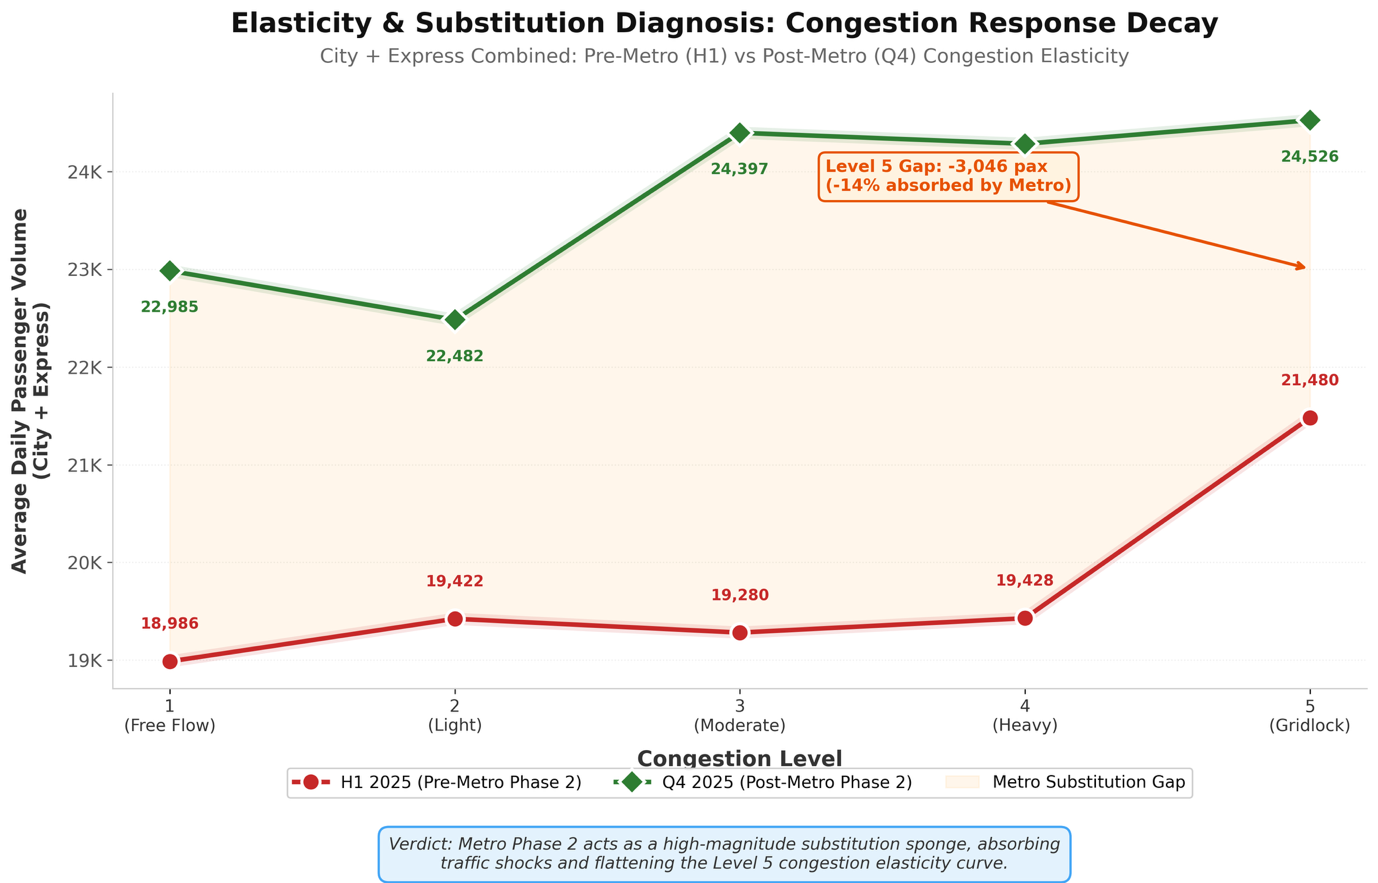 Elasticity & Substitution Diagnosis: Congestion Response Decay
City + Express Combined: Pre-Metro (H1) vs Post-Metro (Q4) Congestion Elasticity
Average Daily Passenger Volume
(City + Express)
24K
23K
22K
21K
20K
19K
22,985
22,482
24,397
24,526
Level 5 Gap: -3,046 pax
(-14% absorbed by Metro)
18,986
19,422
19,280
19,428
21,480
1
(Free Flow)
2
(Light)
3
(Moderate)
4
(Heavy)
5
(Gridlock)
Congestion Level
H1 2025 (Pre-Metro Phase 2)
Q4 2025 (Post-Metro Phase 2)
Metro Substitution Gap
Verdict: Metro Phase 2 acts as a high-magnitude substitution sponge, absorbing
traffic shocks and flattening the Level 5 congestion elasticity curve.